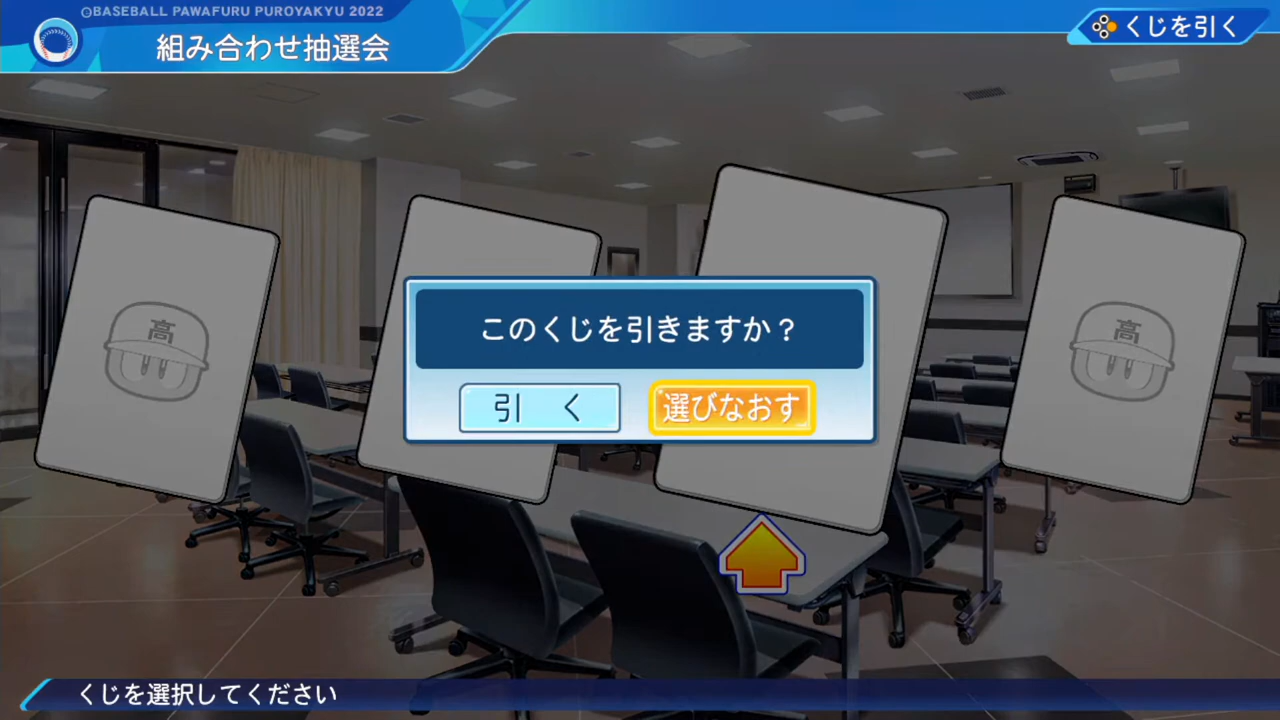 ©BASEBALL PAWAFURU PUROYAKYU 2022
組み合わせ抽選会
くじを引く
高
高
このくじを引きますか？
引　く
選びなおす
くじを選択してください